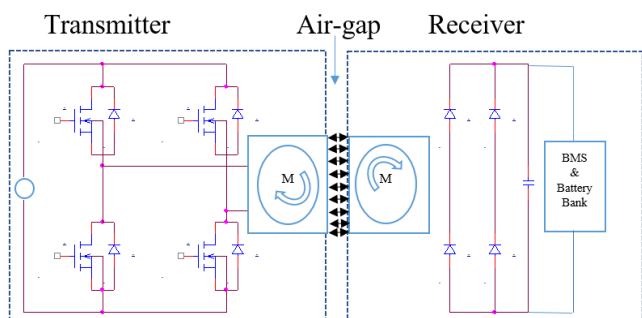 Transmitter
Air-gap
Receiver
M
M
BMS
&
Battery
Bank